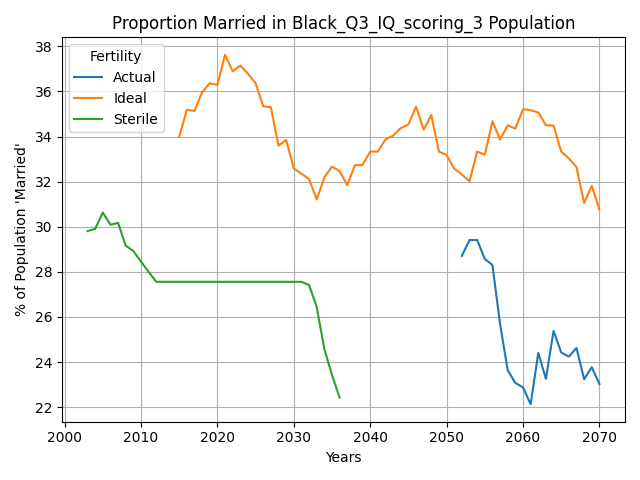 Proportion Married in Black_Q3_IQ_scoring_3 Population
% of Population 'Married'
38
36
34
32
30
28
26
24
22
Fertility
Actual
Ideal
Sterile
2000 2010 2020 2030 2040 2050 2060 2070
Years